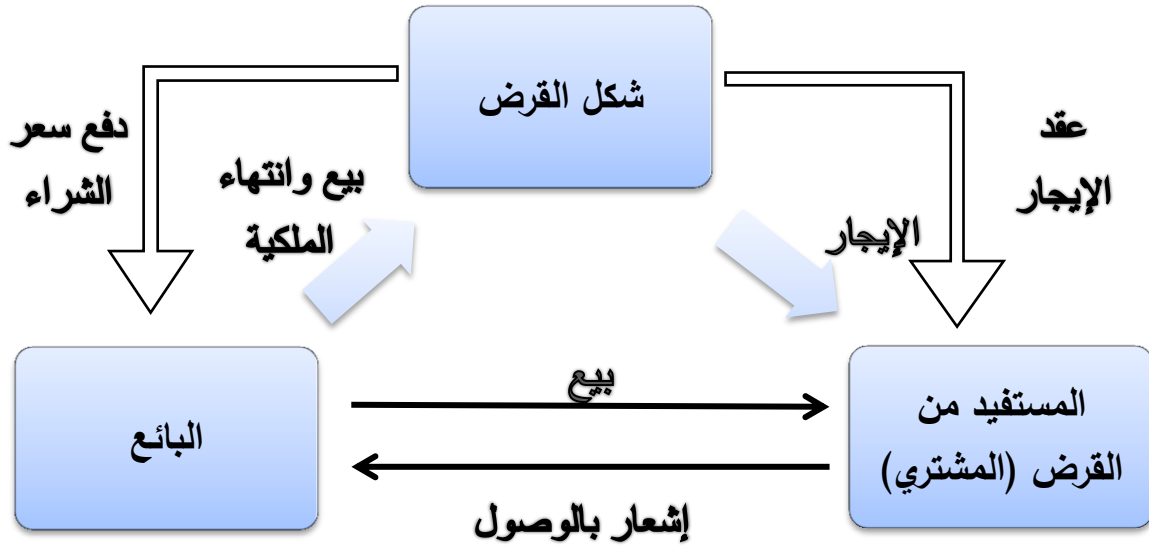 شكل القرض
عقد
الإيجار
الإيجار
دفع سعر
الشراء
بيع وانتهاء
الملكية
المستفيد من
القرض (المشتري)
بيع
إشعار بالوصول
البائع